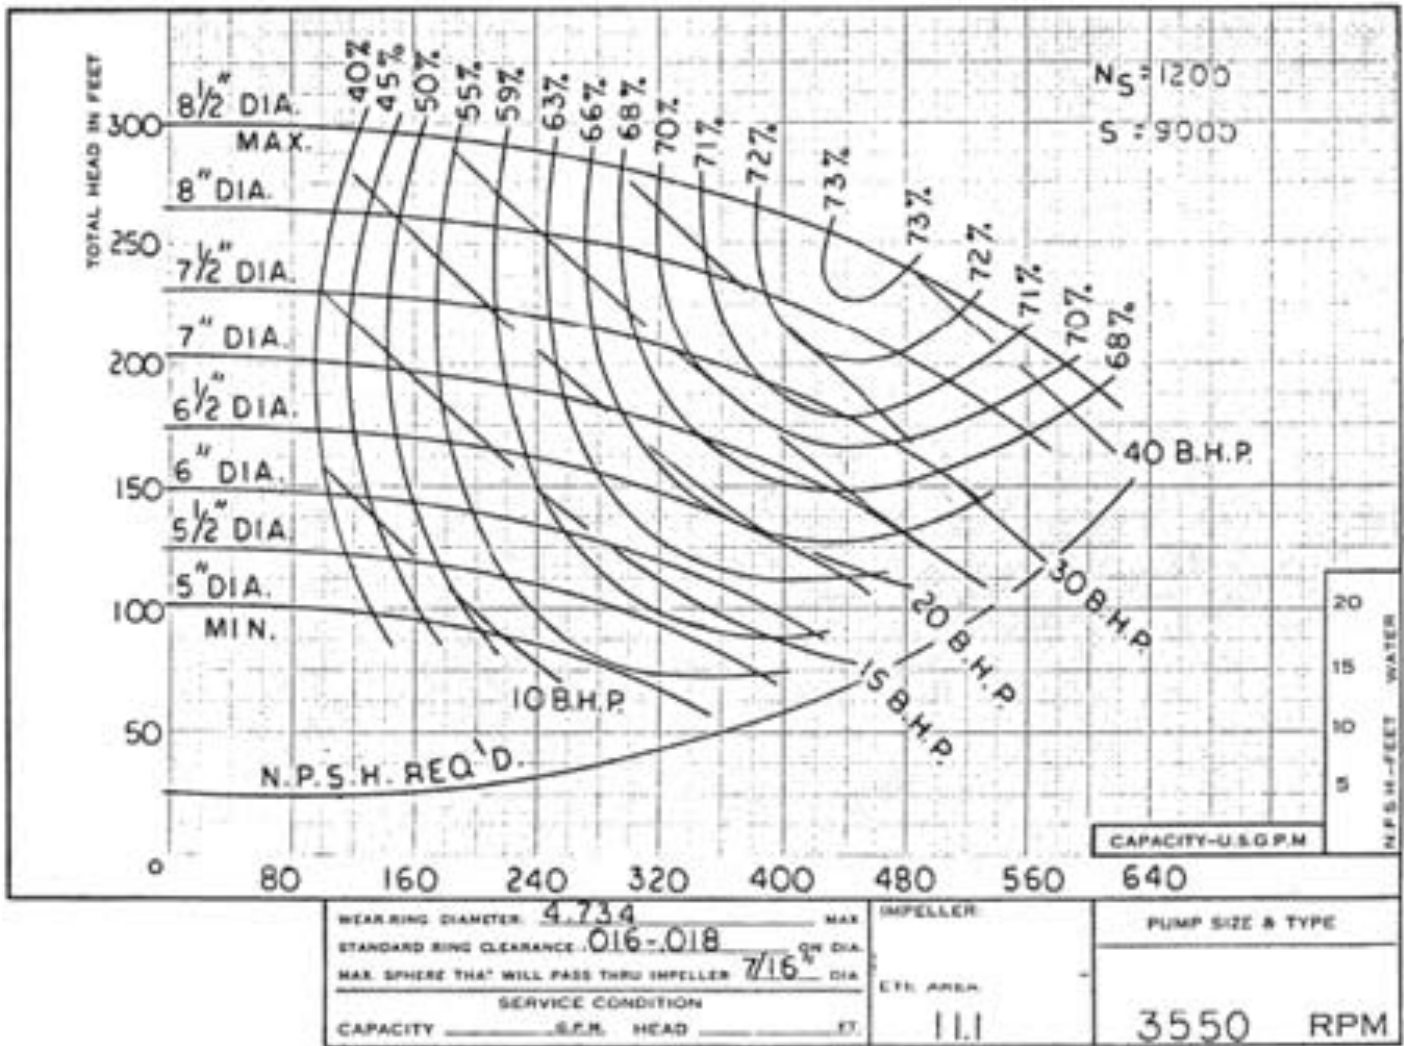 TOTAL HEAD IN FEET
300
250
200
150
100
50
0
8 1/2" DIA.
MAX.
8" DIA.
7 1/2" DIA.
7" DIA.
6 1/2" DIA.
6" DIA.
5 1/2" DIA.
5" DIA.
MIN.
40%
45%
50%
55%
59%
63%
66%
68%
70%
71%
72%
73%
73%
72%
71%
70%
68%
NS = 1200
S = 9000
40 B.H.P.
30 B.H.P.
20 B.H.P.
15 B.H.P.
10 B.H.P.
N.P.S.H. REQ'D.
20
15
10
5
N.P.S.H.-FEET WATER
CAPACITY-U.S.G.P.M
80 160 240 320 400 480 560 640
WEAR RING DIAMETER: 4.734 MAX
STANDARD RING CLEARANCE .016-.018 ON DIA.
MAX. SPHERE THAT WILL PASS THRU IMPELLER 7/16" DIA
SERVICE CONDITION
CAPACITY G.P.M. HEAD FT.
IMPELLER:
EYE AREA
11.1
PUMP SIZE & TYPE
3550 RPM